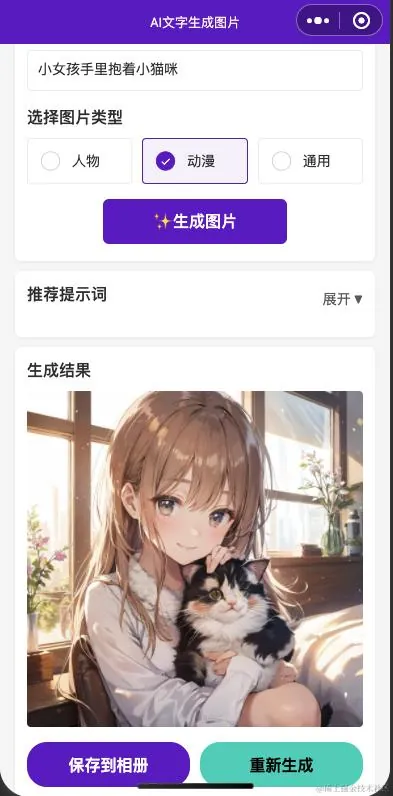 AI文字生成图片
小女孩手里抱着小猫咪
选择图片类型
人物
动漫
通用
✨生成图片
推荐提示词
展开▼
生成结果
保存到相册
重新生成
@稀土掘金技术社区